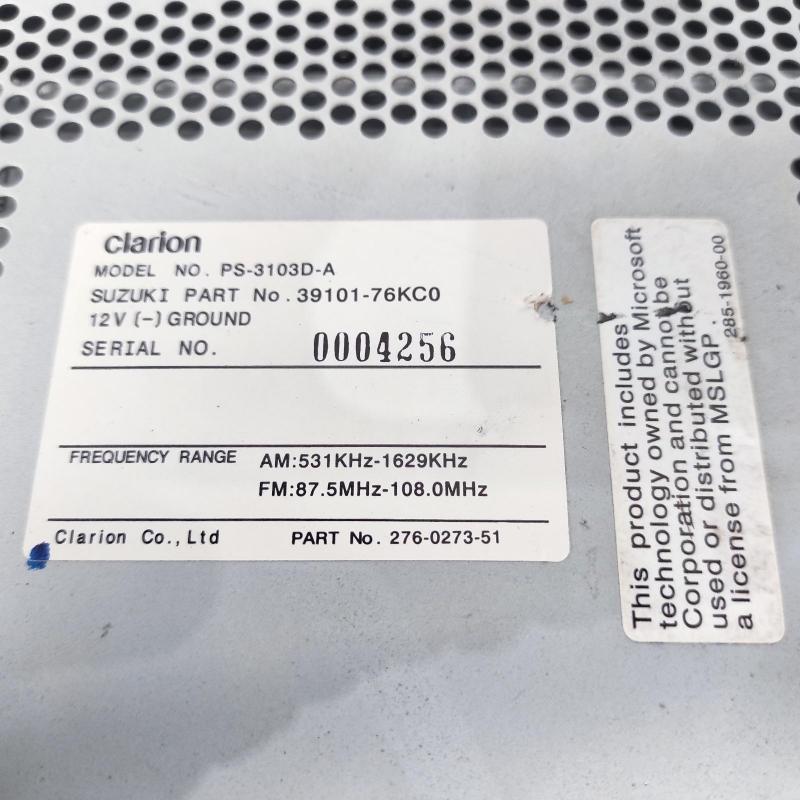 clarion
MODEL NO. PS-3103D-A
SUZUKI PART No. 39101-76KC0
12V (-) GROUND
SERIAL NO. 0004256
FREQUENCY RANGE AM:531KHz-1629KHz
FM:87.5MHz-108.0MHz
Clarion Co.,Ltd PART No. 276-0273-51
This product includes
technology owned by Microsoft
Corporation and cannot be
used or distributed without
a license from MSLGP.
285-1960-00